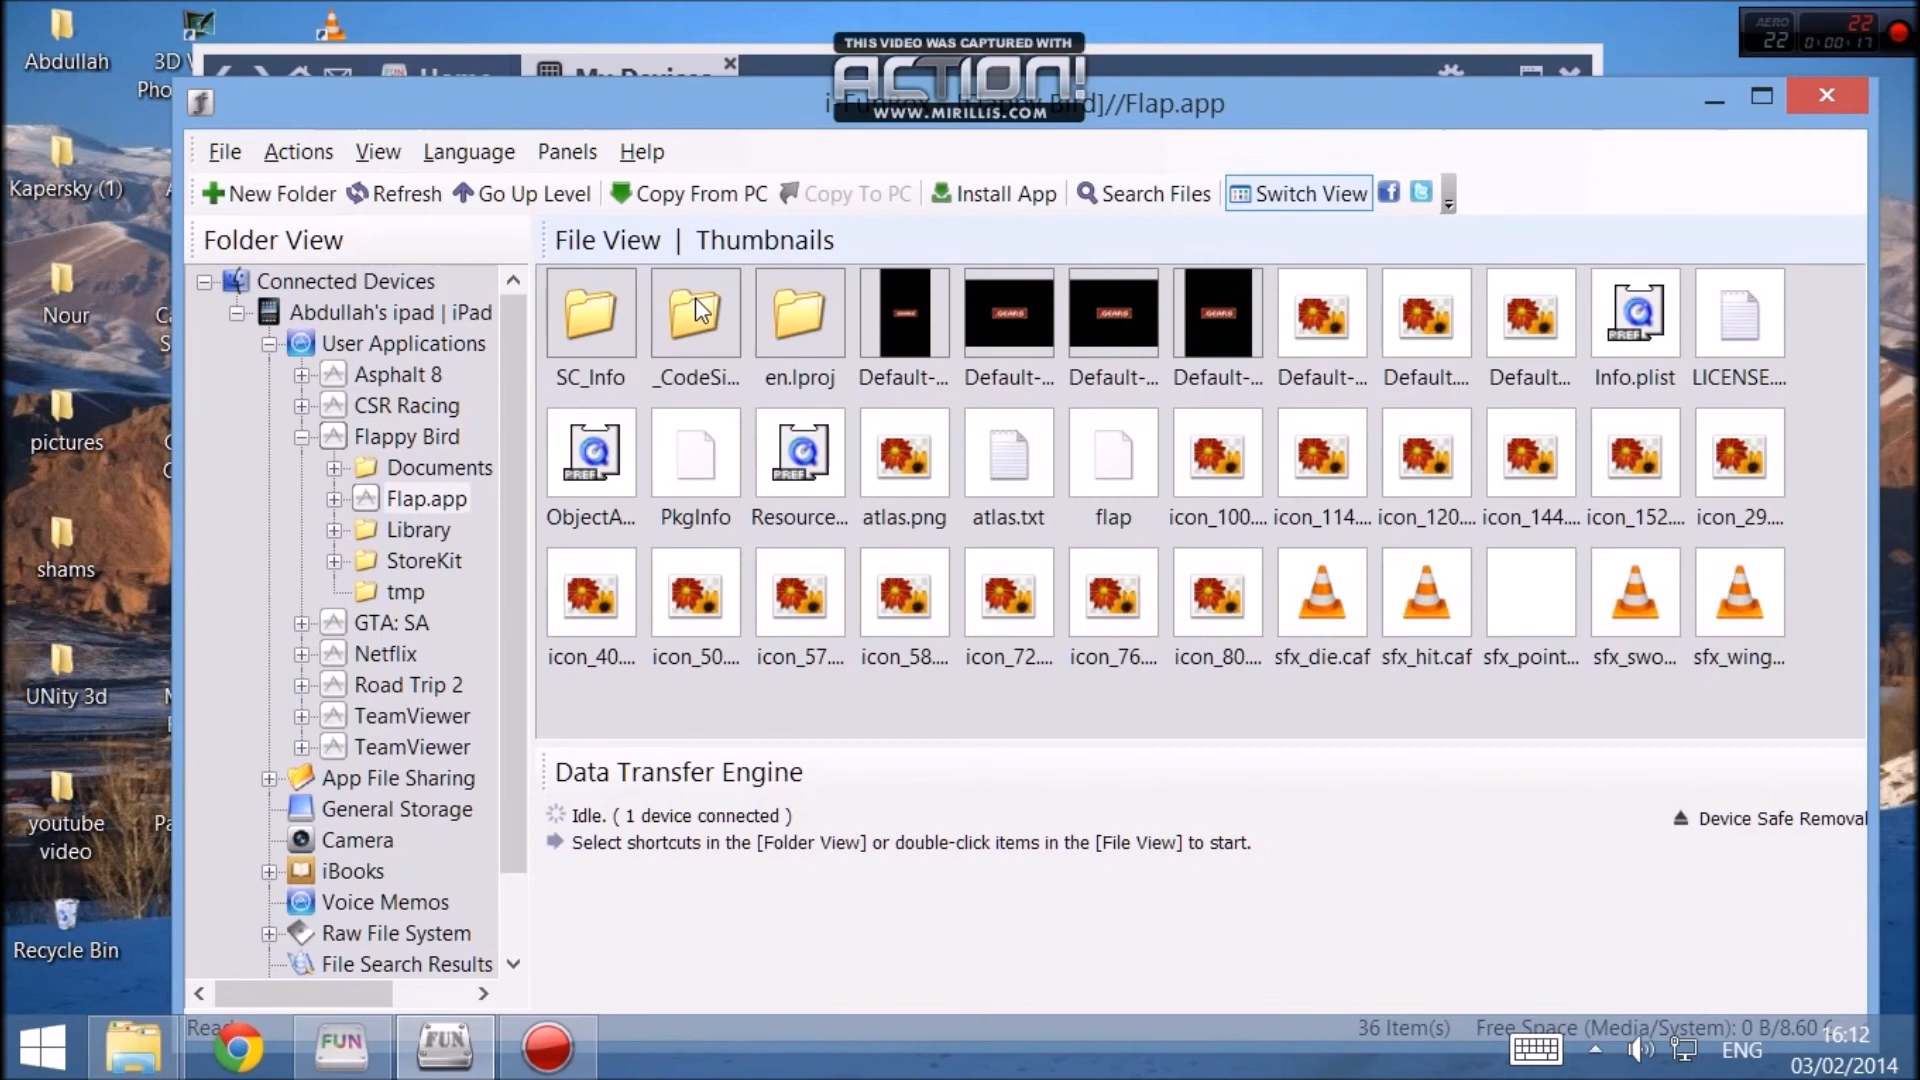 Abdullah
3D
Pho
Kapersky (1)
Nour
pictures
shams
UNity 3d
youtube
video
Recycle Bin
THIS VIDEO WAS CAPTURED WITH
ACTION!
WWW.MIRILLIS.COM
AERO
22
22
0:00:17
Home
My Devices
]//Flap.app
File Actions View Language Panels Help
New Folder Refresh Go Up Level Copy From PC Copy To PC Install App Search Files Switch View
Folder View
Connected Devices
Abdullah's ipad | iPad
User Applications
Asphalt 8
CSR Racing
Flappy Bird
Documents
Flap.app
Library
StoreKit
tmp
GTA: SA
Netflix
Road Trip 2
TeamViewer
TeamViewer
App File Sharing
General Storage
Camera
iBooks
Voice Memos
Raw File System
File Search Results
File View | Thumbnails
SC_Info _CodeSi... en.lproj Default-... Default-... Default-... Default-... Default-... Default.... Default... Info.plist LICENSE....
ObjectA... PkgInfo Resource... atlas.png atlas.txt flap icon_100.... icon_114.... icon_120.... icon_144.... icon_152.... icon_29....
icon_40.... icon_50.... icon_57.... icon_58.... icon_72.... icon_76.... icon_80.... sfx_die.caf sfx_hit.caf sfx_point... sfx_swo... sfx_wing...
PREF
PREF
PREF
GEARS
GEARS
GEARS
Data Transfer Engine
Idle. ( 1 device connected )
Select shortcuts in the [Folder View] or double-click items in the [File View] to start.
Device Safe Removal
36 Item(s) Free Space (Media/System): 0 B/8.60
FUN
FUN
ENG
16:12
03/02/2014